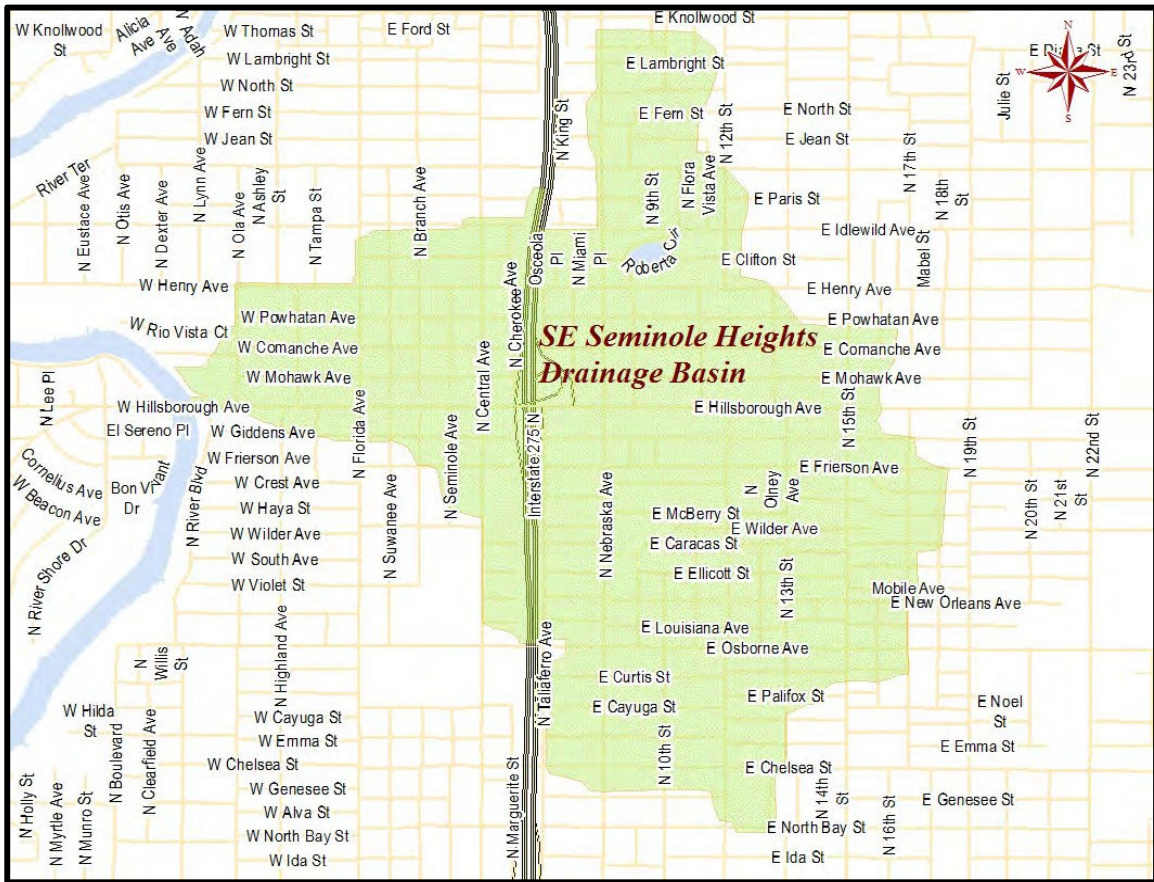 W Knollwood
St
Alicia
Ave
Ave
N Adah
W Thomas St
E Ford St
E Knollwood St
N 23rd St
W Lambright St
E Lambright St
Julie St
N
W
E
S
W North St
W Fern St
W Jean St
N King St
E Fern St
N 12th St
E North St
E Jean St
River Ter
N Eustace Ave
N Otis Ave
N Dexter Ave
N Lynn Ave
N Ola Ave
N Ashley
St
N Tampa St
N Branch Ave
N 9th St
N Flora
Vista Ave
E Paris St
N 17th St
N 18th
St
E Idlewild Ave
Mabel St
Osceola
Pl
N Miami
Pl
Roberta Cir
E Clifton St
W Henry Ave
E Henry Ave
W Rio Vista Ct
W Powhatan Ave
E Powhatan Ave
W Comanche Ave
N Cherokee Ave
SE Seminole Heights
Drainage Basin
E Comanche Ave
W Mohawk Ave
E Mohawk Ave
N Lee Pl
W Hillsborough Ave
N Central Ave
E Hillsborough Ave
El Sereno Pl
W Giddens Ave
N Florida Ave
N 15th St
Cornelius Ave
W Beacon Ave
Bon Vi
vant
Dr
N River Blvd
W Frierson Ave
N Seminole Ave
Interstate 275 N
E Frierson Ave
N 19th St
N 22nd St
W Crest Ave
N Suwanee Ave
N Nebraska Ave
N
Olney
Ave
N 20th St
N 21st
St
W Haya St
E McBerry St
W Wilder Ave
E Wilder Ave
N River Shore Dr
W South Ave
E Caracas St
W Violet St
E Ellicott St
N 13th St
Mobile Ave
E New Orleans Ave
E Louisiana Ave
E Osborne Ave
N
Willis
St
N Highland Ave
N Taliaferro Ave
E Curtis St
W Hilda
St
W Cayuga St
E Cayuga St
E Palifox St
E Noel
St
N Boulevard
N Clearfield Ave
W Emma St
E Emma St
N Holly St
N Myrtle Ave
N Munro St
W Chelsea St
N Marguerite St
N 10th St
E Chelsea St
W Genesee St
N 14th
St
N 16th St
E Genesee St
W Alva St
W North Bay St
E North Bay St
W Ida St
E Ida St